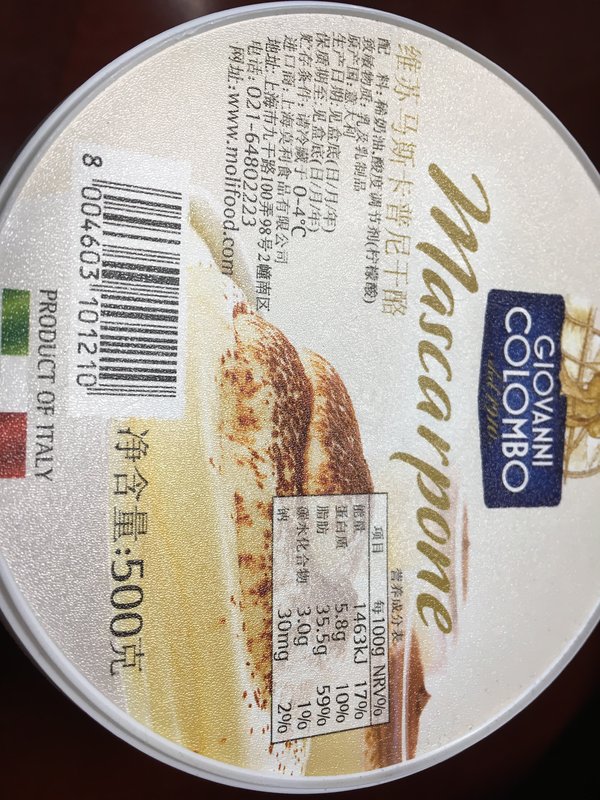 GIOVANNI
COLOMBO
Mascarpone
维苏马斯卡普尼干酪
配 料:稀奶油,酸度调节剂(柠檬酸)
致敏物质:乳及乳制品
原产国:意大利
生产日期:见盒底(日/月/年)
保质期至:见盒底(日/月/年)
贮存条件:请冷藏于 0-4℃
进口商:上海莫利食品有限公司
地址:上海市九干路100弄98号2幢南区
电话: 021-64802223
网址:www.molifood.com
营养成分表
项目 每100g NRV%
能量 1463kJ 17%
蛋白质 5.8g 10%
脂肪 35.5g 59%
碳水化合物 3.0g 1%
钠 30mg 2%
8 004603 101210
净含量:500克
PRODUCT OF ITALY